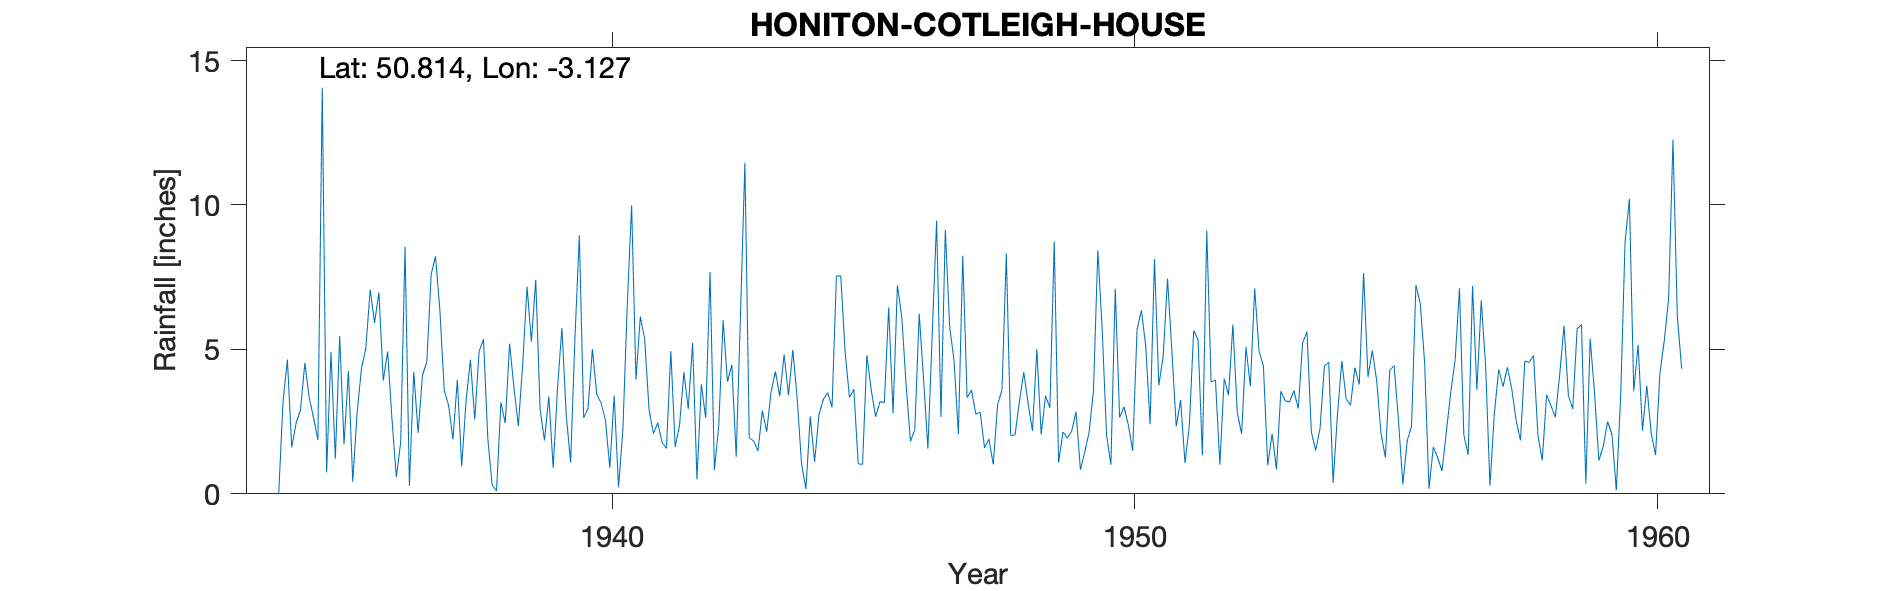 HONITON-COTLEIGH-HOUSE
Lat: 50.814, Lon: -3.127
15
10
5
0
Rainfall [inches]
1940
1950
1960
Year